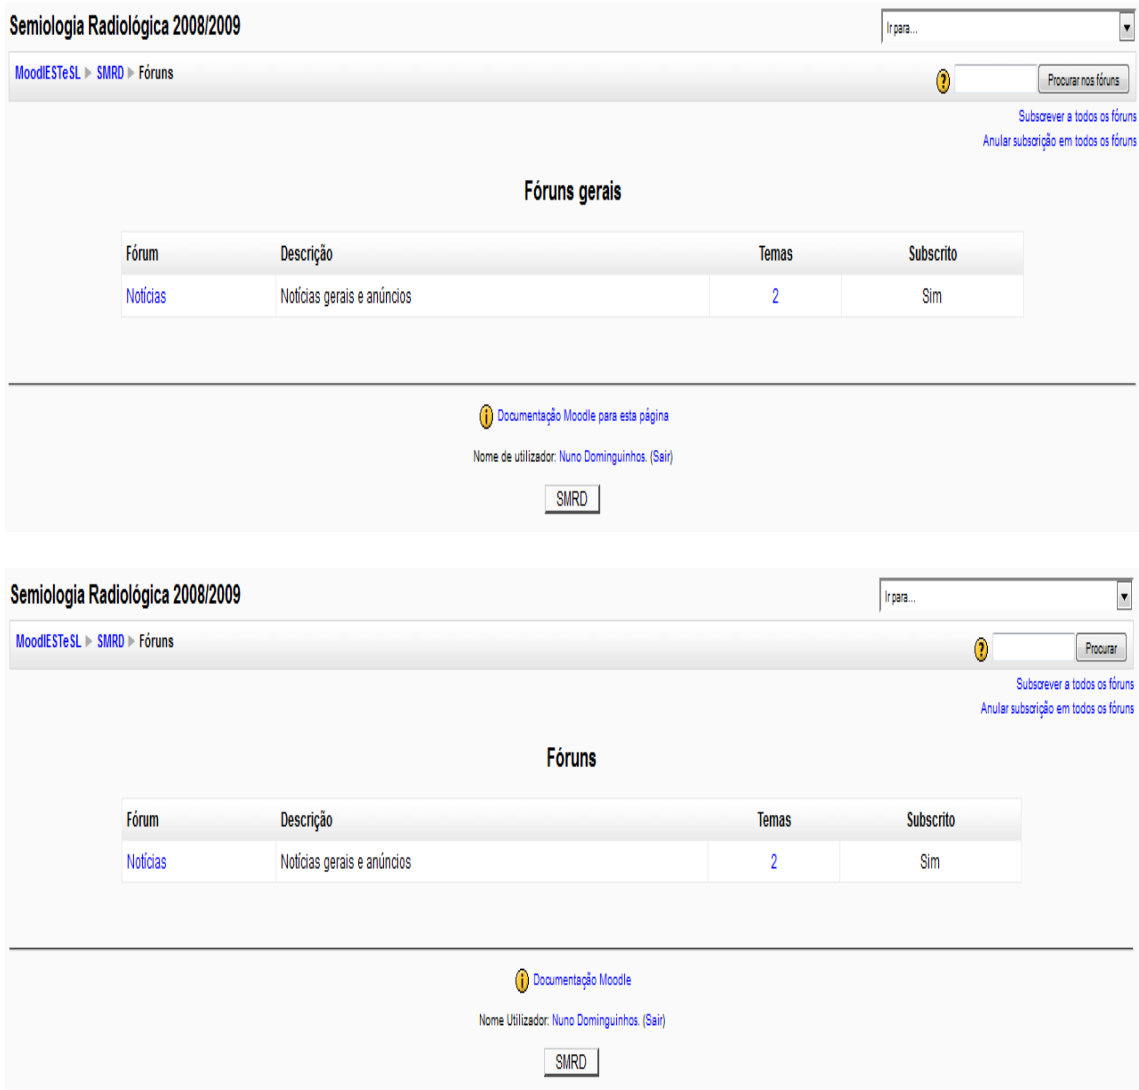 Semiologia Radiológica 2008/2009 Ir para...
MoodlESTeSL ► SMRD ► Fóruns Procurar nos fóruns
Subscrever a todos os fóruns
Anular subscrição em todos os fóruns
Fóruns gerais
Fórum Descrição Temas Subscrito
Notícias Notícias gerais e anúncios 2 Sim
Documentação Moodle para esta página
Nome de utilizador: Nuno Dominguinhos. (Sair)
SMRD
Semiologia Radiológica 2008/2009 Ir para...
MoodlESTeSL ► SMRD ► Fóruns Procurar
Subscrever a todos os fóruns
Anular subscrição em todos os fóruns
Fóruns
Fórum Descrição Temas Subscrito
Notícias Notícias gerais e anúncios 2 Sim
Documentação Moodle
Nome Utilizador: Nuno Dominguinhos. (Sair)
SMRD